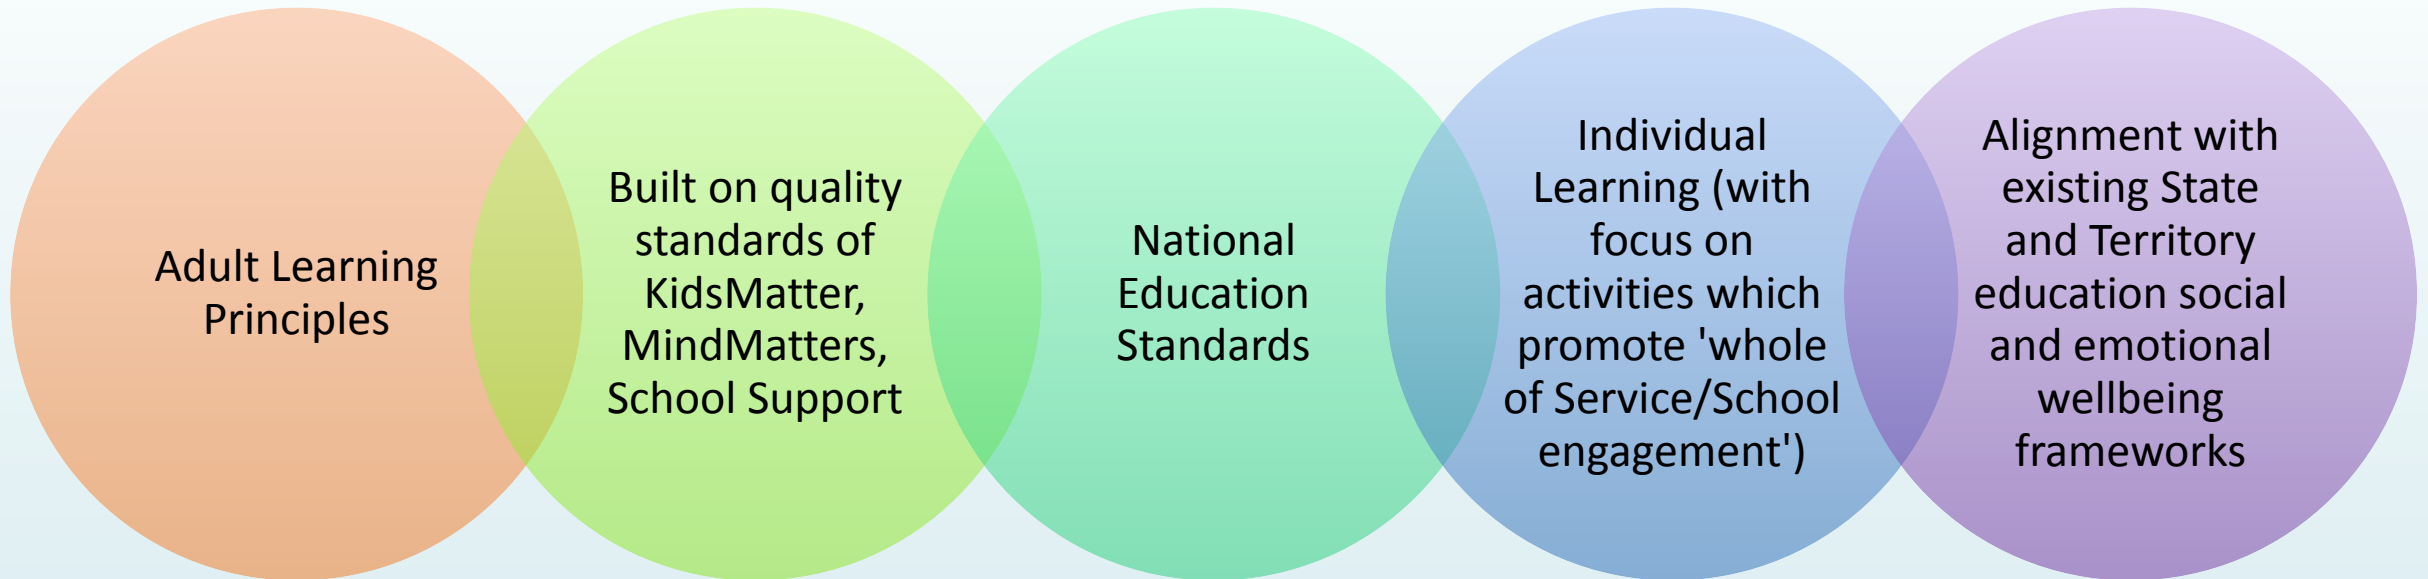 Adult Learning
Principles
Built on quality
standards of
KidsMatter,
MindMatters,
School Support
National
Education
Standards
Individual
Learning (with
focus on
activities which
promote 'whole
of Service/School
engagement')
Alignment with
existing State
and Territory
education social
and emotional
wellbeing
frameworks